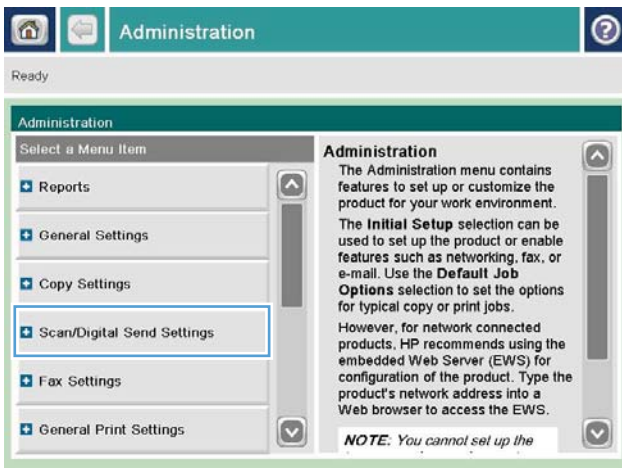 Administration
?
Ready
Administration
Select a Menu Item
Reports
General Settings
Copy Settings
Scan/Digital Send Settings
Fax Settings
General Print Settings
Administration
The Administration menu contains
features to set up or customize the
product for your work environment.
The Initial Setup selection can be
used to set up the product or enable
features such as networking, fax, or
e-mail. Use the Default Job
Options selection to set the options
for typical copy or print jobs.
However, for network connected
products, HP recommends using the
embedded Web Server (EWS) for
configuration of the product. Type the
product's network address into a
Web browser to access the EWS.
NOTE: You cannot set up the